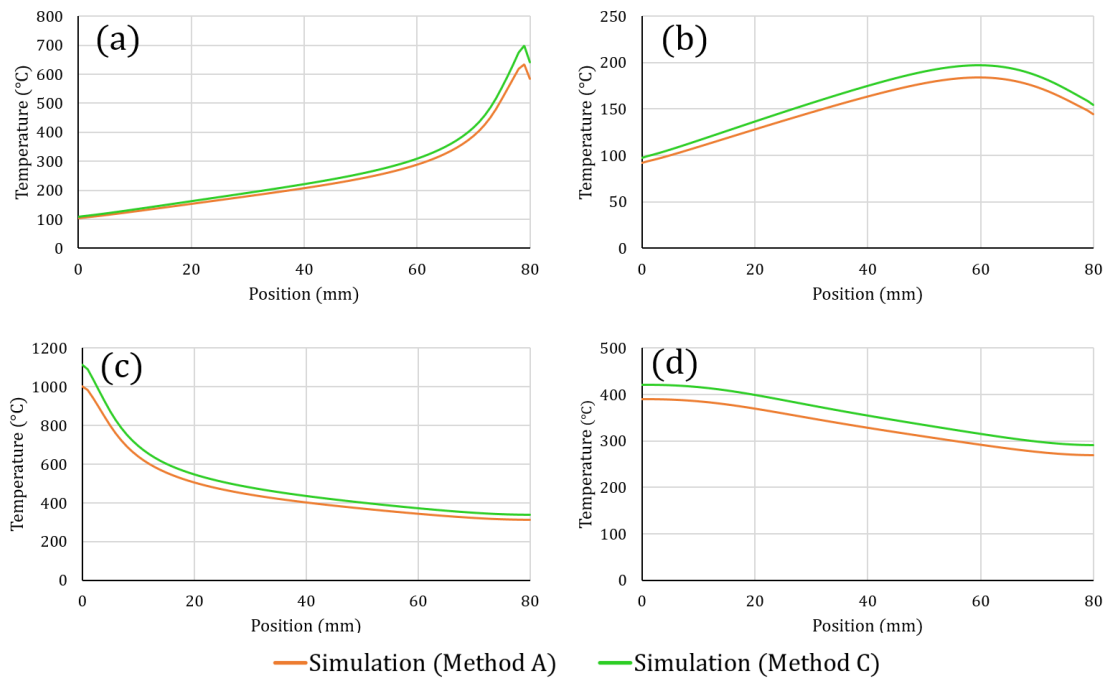 (a)
Temperature (°C)
800
700
600
500
400
300
200
100
0
0 20 40 60 80
Position (mm)
(b)
Temperature (°C)
250
200
150
100
50
0
0 20 40 60 80
Position (mm)
(c)
Temperature (°C)
1200
1000
800
600
400
200
0
0 20 40 60 80
Position (mm)
(d)
Temperature (°C)
500
400
300
200
100
0
0 20 40 60 80
Position (mm)
Simulation (Method A) Simulation (Method C)